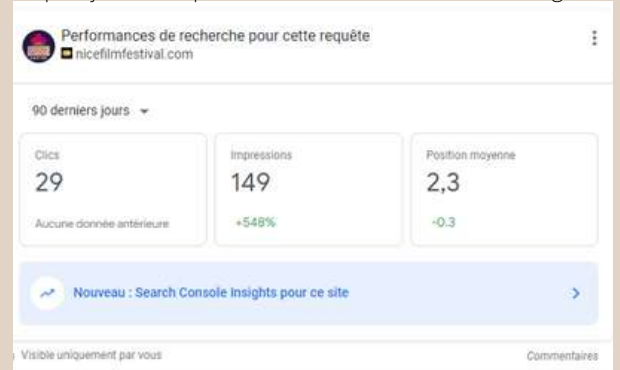 Performances de recherche pour cette requête
nicefilmfestival.com
90 derniers jours
Clics
29
Aucune donnée antérieure
Impressions
149
+548%
Position moyenne
2,3
-0.3
Nouveau : Search Console Insights pour ce site
Visible uniquement par vous
Commentaires